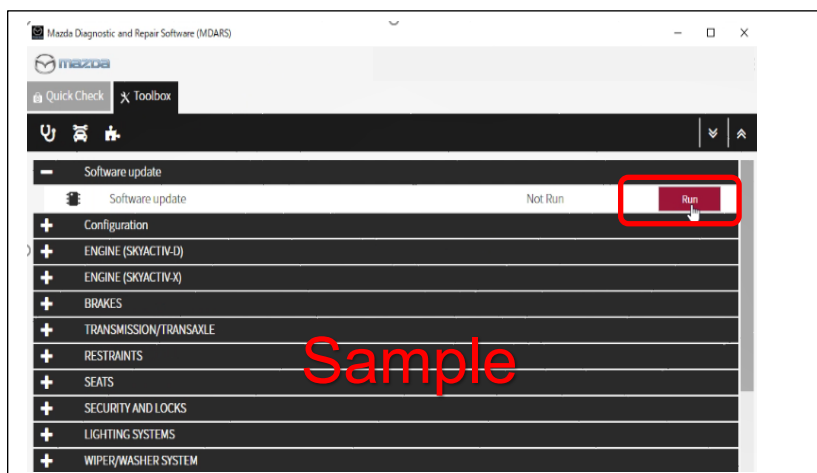 Mazda Diagnostic and Repair Software (MDARS)
mazda
Quick Check Toolbox
Software update
Software update Not Run Run
Configuration
ENGINE (SKYACTIV-D)
ENGINE (SKYACTIV-X)
BRAKES
TRANSMISSION/TRANSAXLE
RESTRAINTS
Sample
SEATS
SECURITY AND LOCKS
LIGHTING SYSTEMS
WIPER/WASHER SYSTEM